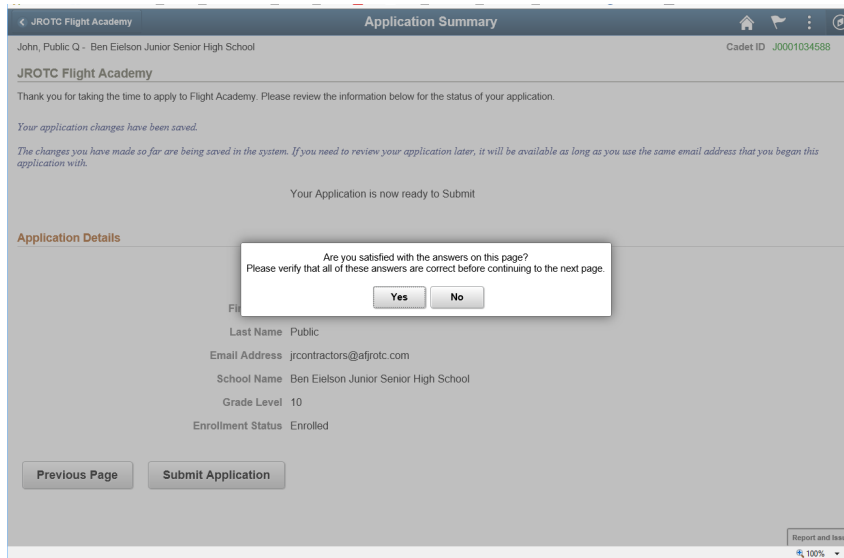 JROTC Flight Academy
Application Summary
John, Public Q - Ben Eielson Junior Senior High School
Cadet ID J0001034588
JROTC Flight Academy
Thank you for taking the time to apply to Flight Academy. Please review the information below for the status of your application.
Your application changes have been saved.
The changes you have made so far are being saved in the system. If you need to review your application later, it will be available as long as you use the same email address that you began this
application with.
Your Application is now ready to Submit
Application Details
Are you satisfied with the answers on this page?
Please verify that all of these answers are correct before continuing to the next page.
Yes No
Last Name Public
Email Address jrcontractors@afjrotc.com
School Name Ben Eielson Junior Senior High School
Grade Level 10
Enrollment Status Enrolled
Previous Page Submit Application
Report and
100%